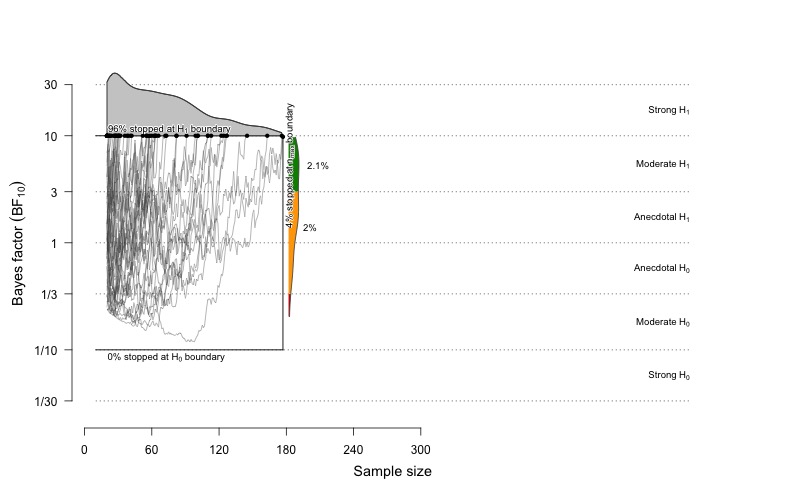 30
10
3
1
1/3
1/10
1/30
Bayes factor (BF₁₀)
96% stopped at H₁ boundary
4% stopped at nmax boundary
2.1%
2%
0% stopped at H₀ boundary
Strong H₁
Moderate H₁
Anecdotal H₁
Anecdotal H₀
Moderate H₀
Strong H₀
0 60 120 180 240 300
Sample size